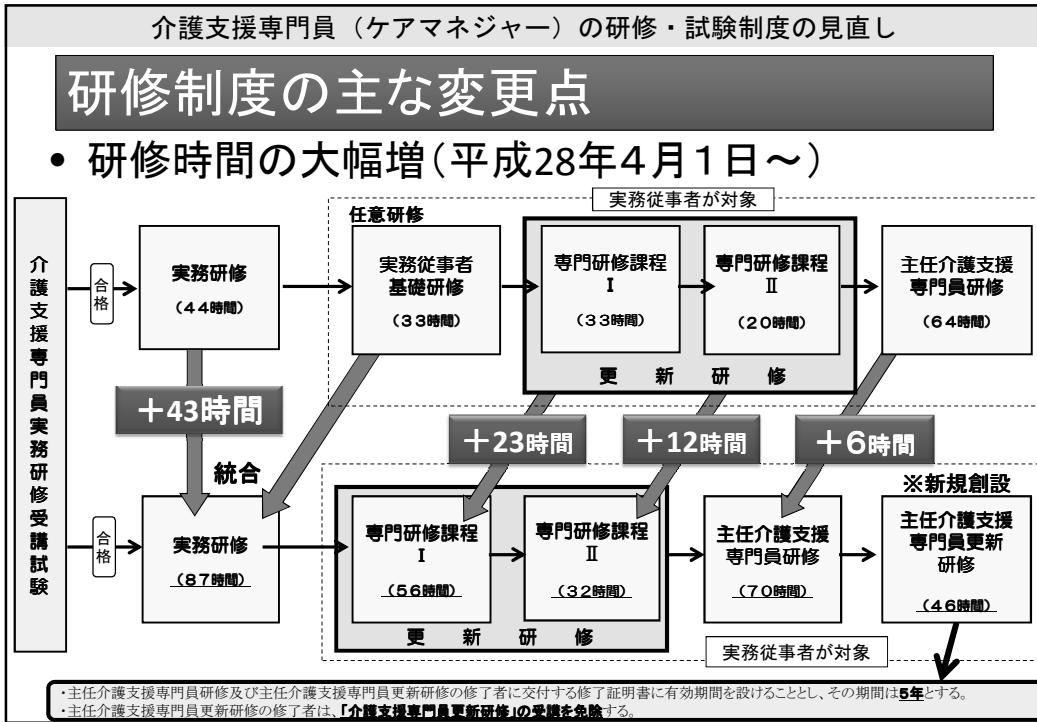 介護支援専門員（ケアマネジャー）の研修・試験制度の見直し
研修制度の主な変更点
• 研修時間の大幅増（平成28年４月１日～）
介護支援専門員実務研修受講試験
実務従事者が対象
任意研修
合格
実務研修
（４４時間）
実務従事者
基礎研修
（３３時間）
専門研修課程
Ⅰ
（３３時間）
専門研修課程
Ⅱ
（２０時間）
主任介護支援
専門員研修
（６４時間）
更新研修
＋43時間
＋23時間
＋12時間
＋６時間
統合
※新規創設
合格
実務研修
（８７時間）
専門研修課程
Ⅰ
（５６時間）
専門研修課程
Ⅱ
（３２時間）
主任介護支援
専門員研修
（７０時間）
主任介護支援
専門員更新
研修
（４６時間）
更新研修
実務従事者が対象
・主任介護支援専門員研修及び主任介護支援専門員更新研修の修了者に交付する修了証明書に有効期間を設けることとし、その期間は５年とする。
・主任介護支援専門員更新研修の修了者は、「介護支援専門員更新研修」の受講を免除する。